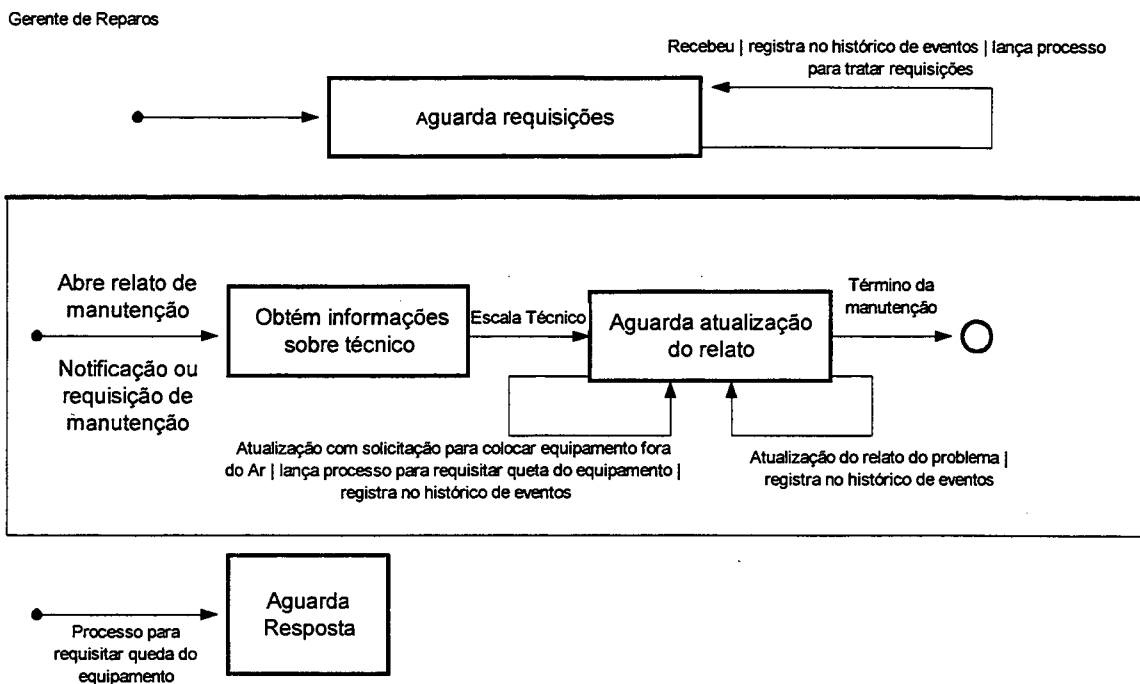 Gerente de Reparos
Recebeu | registra no histórico de eventos | lança processo
para tratar requisições
Aguarda requisições
Abre relato de
manutenção
Notificação ou
requisição de
manutenção
Obtém informações
sobre técnico
Escala Técnico
Aguarda atualização
do relato
Término da
manutenção
Atualização com solicitação para colocar equipamento fora
do Ar | lança processo para requisitar queta do equipamento |
registra no histórico de eventos
Atualização do relato do problema |
registra no histórico de eventos
Aguarda
Resposta
Processo para
requisitar queda do
equipamento